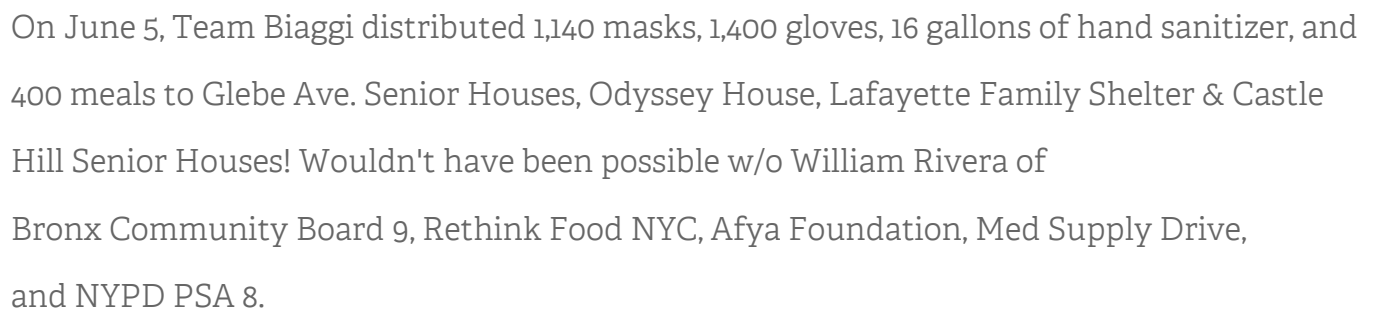 On June 5, Team Biaggi distributed 1,140 masks, 1,400 gloves, 16 gallons of hand sanitizer, and
400 meals to Glebe Ave. Senior Houses, Odyssey House, Lafayette Family Shelter & Castle
Hill Senior Houses! Wouldn't have been possible w/o William Rivera of
Bronx Community Board 9, Rethink Food NYC, Afya Foundation, Med Supply Drive,
and NYPD PSA 8.